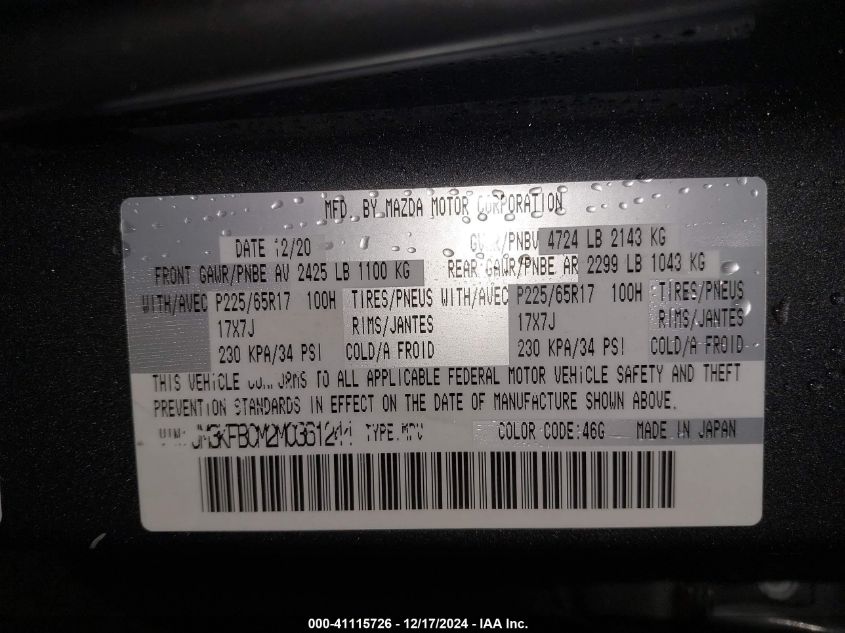 MFD. BY MAZDA MOTOR CORPORATION
DATE 12/20 GVWR/PNBV 4724 LB 2143 KG
FRONT GAWR/PNBE AV 2425 LB 1100 KG REAR GAWR/PNBE AR 2299 LB 1043 KG
WITH/AVEC P225/65R17 100H TIRES/PNEUS WITH/AVEC P225/65R17 100H TIRES/PNEUS
17X7J RIMS/JANTES 17X7J RIMS/JANTES
230 KPA/34 PSI COLD/A FROID 230 KPA/34 PSI COLD/A FROID
THIS VEHICLE CONFORMS TO ALL APPLICABLE FEDERAL MOTOR VEHICLE SAFETY AND THEFT
PREVENTION STANDARDS IN EFFECT ON THE DATE OF MANUFACTURE SHOWN ABOVE.
VIN: JM3KFBCM2M0361244 TYPE:MPV COLOR CODE:46G MADE IN JAPAN
000-41115726 - 12/17/2024 - IAA Inc.